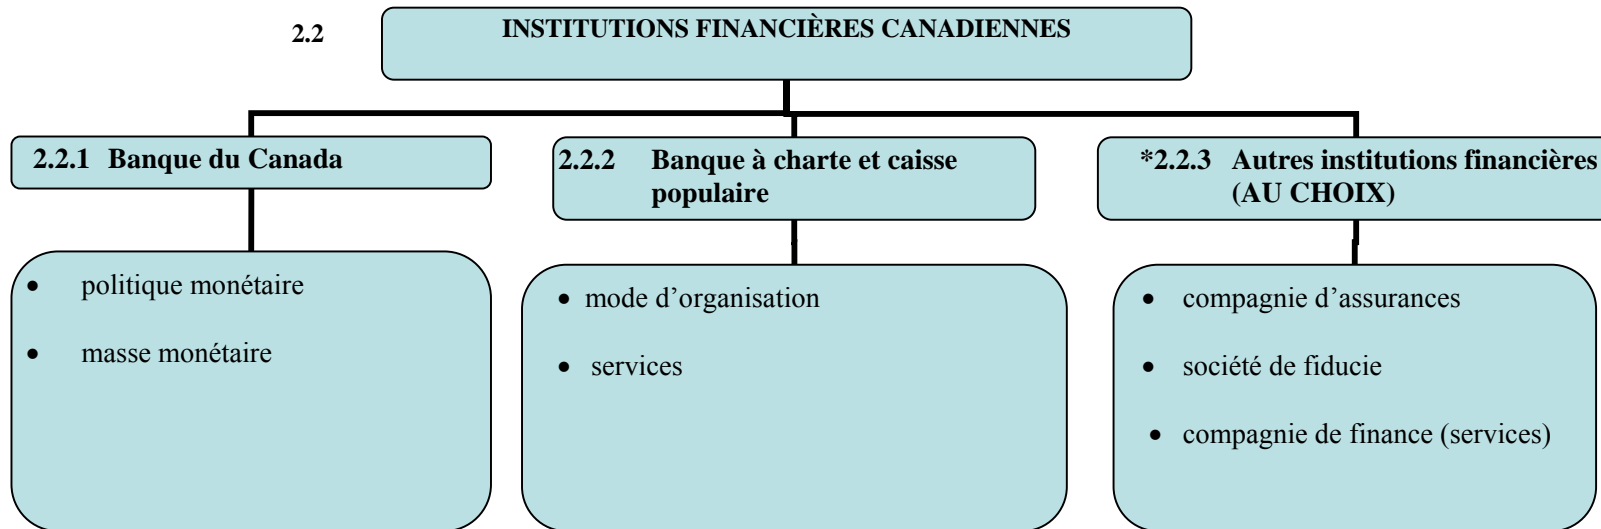 2.2 INSTITUTIONS FINANCIÈRES CANADIENNES
2.2.1 Banque du Canada
• politique monétaire
• masse monétaire
2.2.2 Banque à charte et caisse
populaire
• mode d’organisation
• services
*2.2.3 Autres institutions financières
(AU CHOIX)
• compagnie d’assurances
• société de fiducie
• compagnie de finance (services)